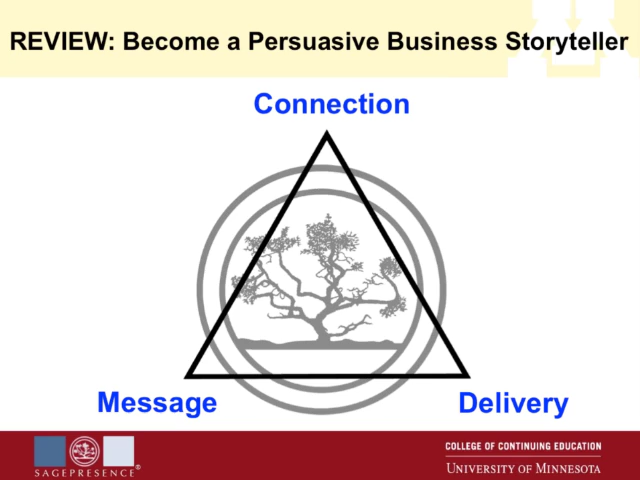 REVIEW: Become a Persuasive Business Storyteller
Connection
Message
Delivery
SAGEPRESENCE®
COLLEGE OF CONTINUING EDUCATION
UNIVERSITY OF MINNESOTA